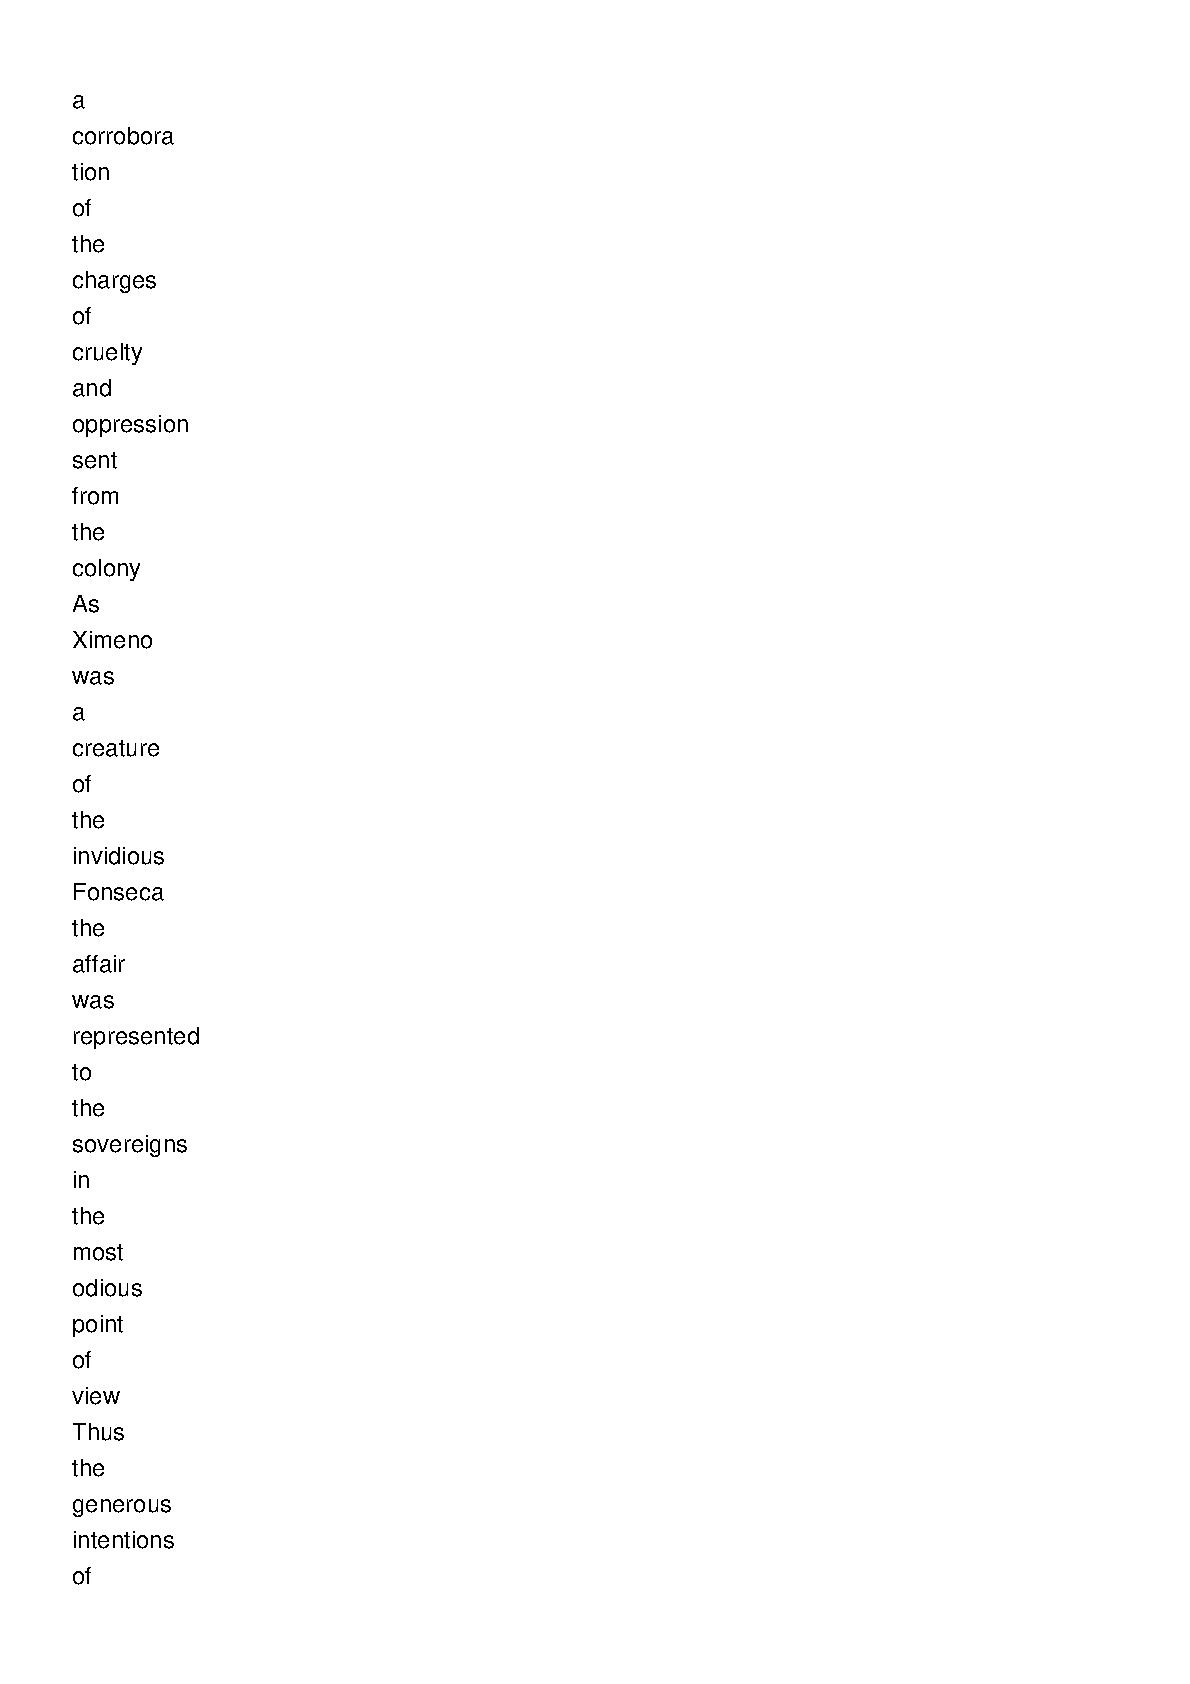 a
corrobora
tion
of
the
charges
of
cruelty
and
oppression
sent
from
the
colony
As
Ximeno
was
a
creature
of
the
invidious
Fonseca
the
affair
was
represented
to
the
sovereigns
in
the
most
odious
point
of
view
Thus
the
generous
intentions
of